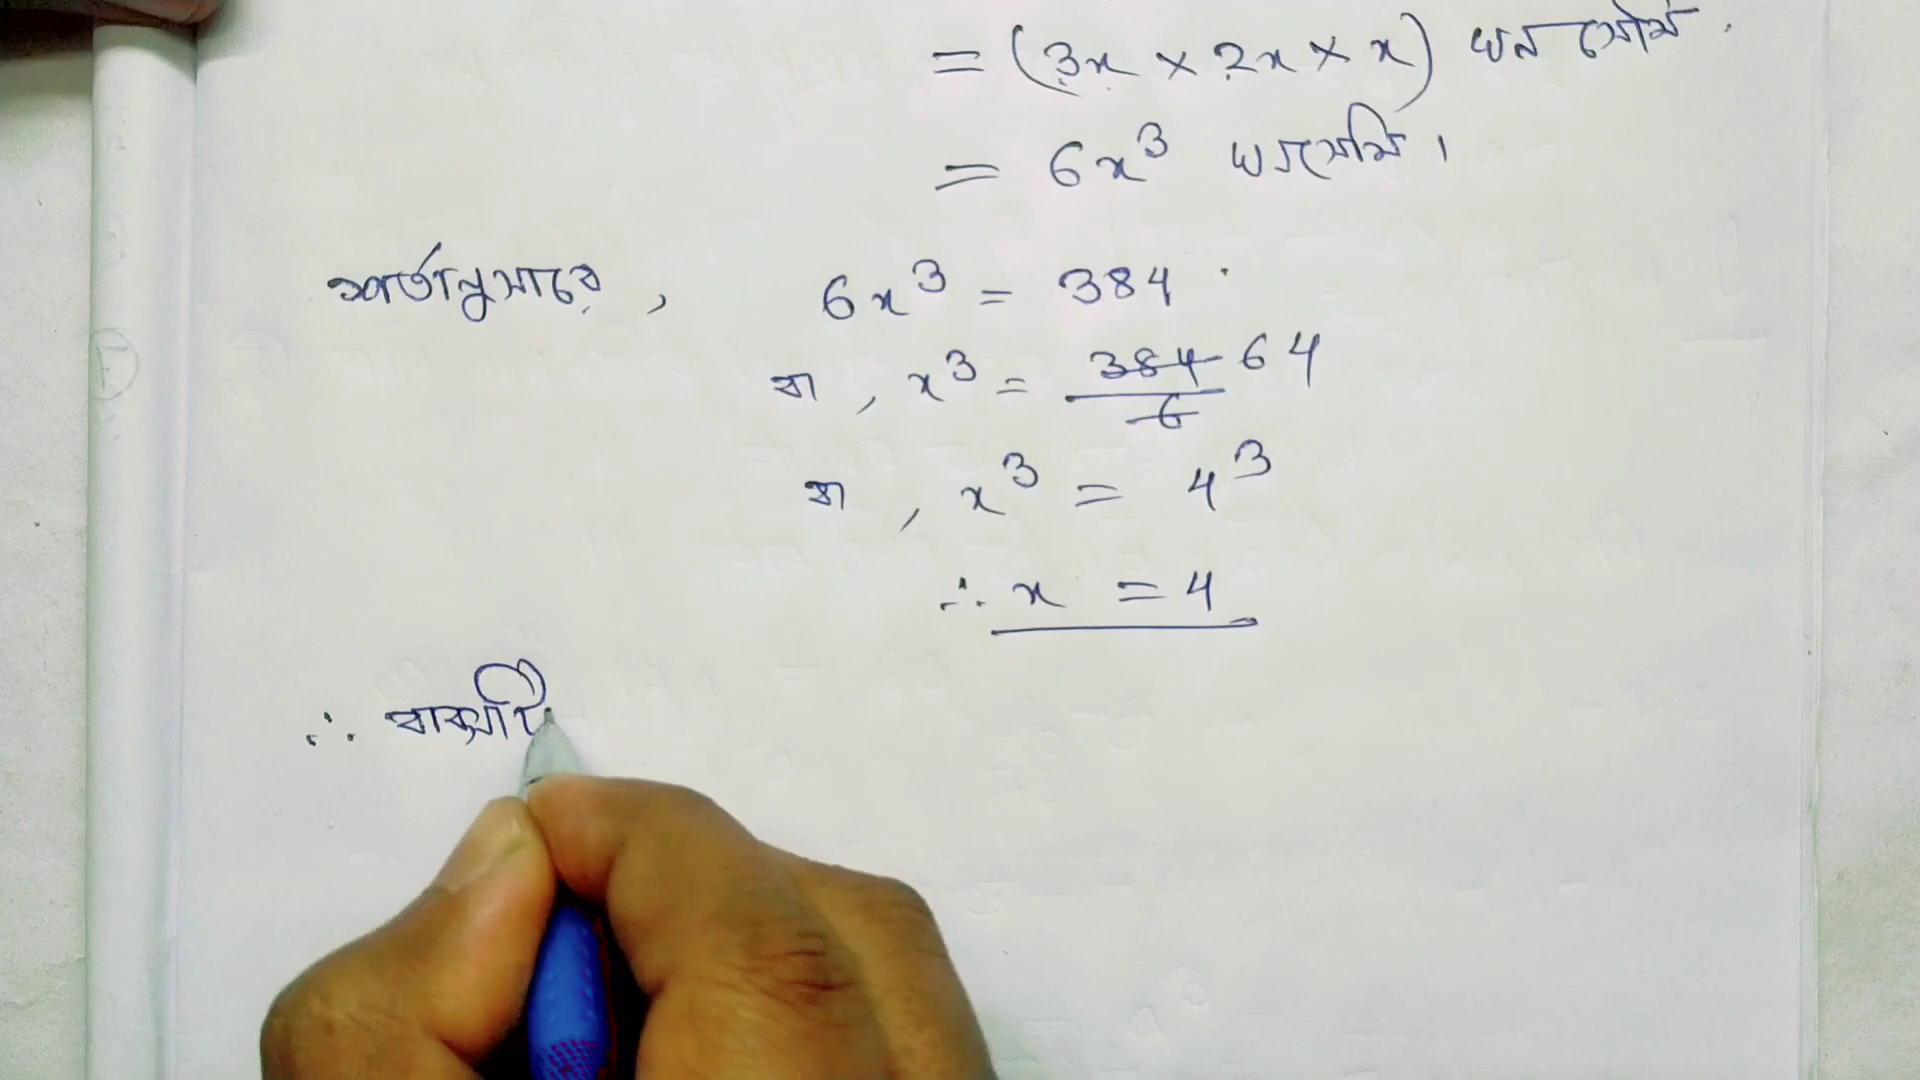 = (3x × 2x × x) ঘন সেমি.
= 6x³ ঘনসেমি।
শর্তানুসারে, 6x³ = 384
বা, x³ = 384/6 64
বা, x³ = 4³
∴ x = 4
∴ বাক্সটি